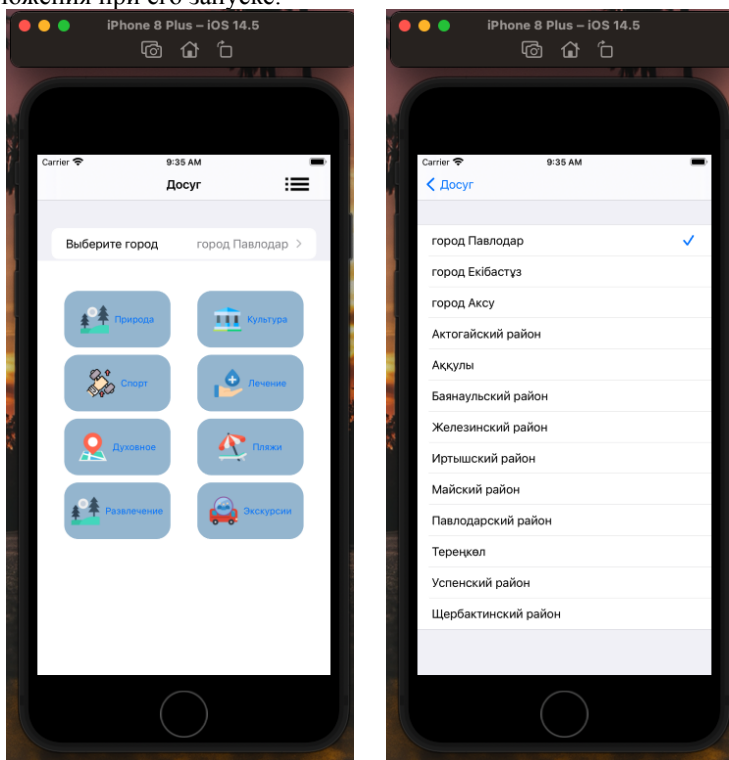 ложения при его запуске.
iPhone 8 Plus – iOS 14.5
Carrier
9:35 AM
Досуг
Выберите город
город Павлодар
Природа
Культура
Спорт
Лечение
Духовное
Пляжи
Развлечение
Экскурсии
iPhone 8 Plus – iOS 14.5
Carrier
9:35 AM
Досуг
город Павлодар
город Екібастұз
город Аксу
Актогайский район
Аққулы
Баянаульский район
Железинский район
Иртышский район
Майский район
Павлодарский район
Тереңкөл
Успенский район
Щербактинский район